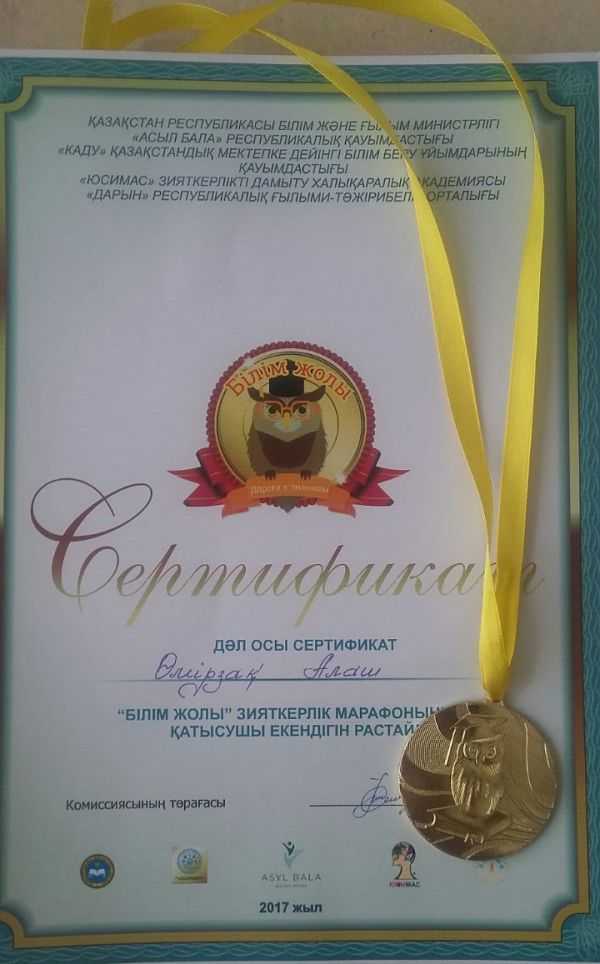 ҚАЗАҚСТАН РЕСПУБЛИКАСЫ БІЛІМ ЖӘНЕ ҒЫЛЫМ МИНИСТРЛІГІ
«АСЫЛ БАЛА» РЕСПУБЛИКАЛЫҚ ҚАУЫМДАСТЫҒЫ
«КАДУ» ҚАЗАҚСТАНДЫҚ МЕКТЕПКЕ ДЕЙІНГІ БІЛІМ БЕРУ ҰЙЫМДАРЫНЫҢ
ҚАУЫМДАСТЫҒЫ
«ЮСИМАС» ЗИЯТКЕРЛІКТІ ДАМЫТУ ХАЛЫҚАРАЛЫҚ АКАДЕМИЯСЫ
«ДАРЫН» РЕСПУБЛИКАЛЫҚ ҒЫЛЫМИ-ТӘЖІРИБЕЛІ ОРТАЛЫҒЫ
Білім жолы
Дорога к знаниям
Сертификат
ДӘЛ ОСЫ СЕРТИФИКАТ
Өмірзақ Алаш
"БІЛІМ ЖОЛЫ" ЗИЯТКЕРЛІК МАРАФОНЫН
ҚАТЫСУШЫ ЕКЕНДІГІН РАСТАЙ
Комиссиясының төрағасы
ASYL BALA
ЮСИМАС
2017 жыл